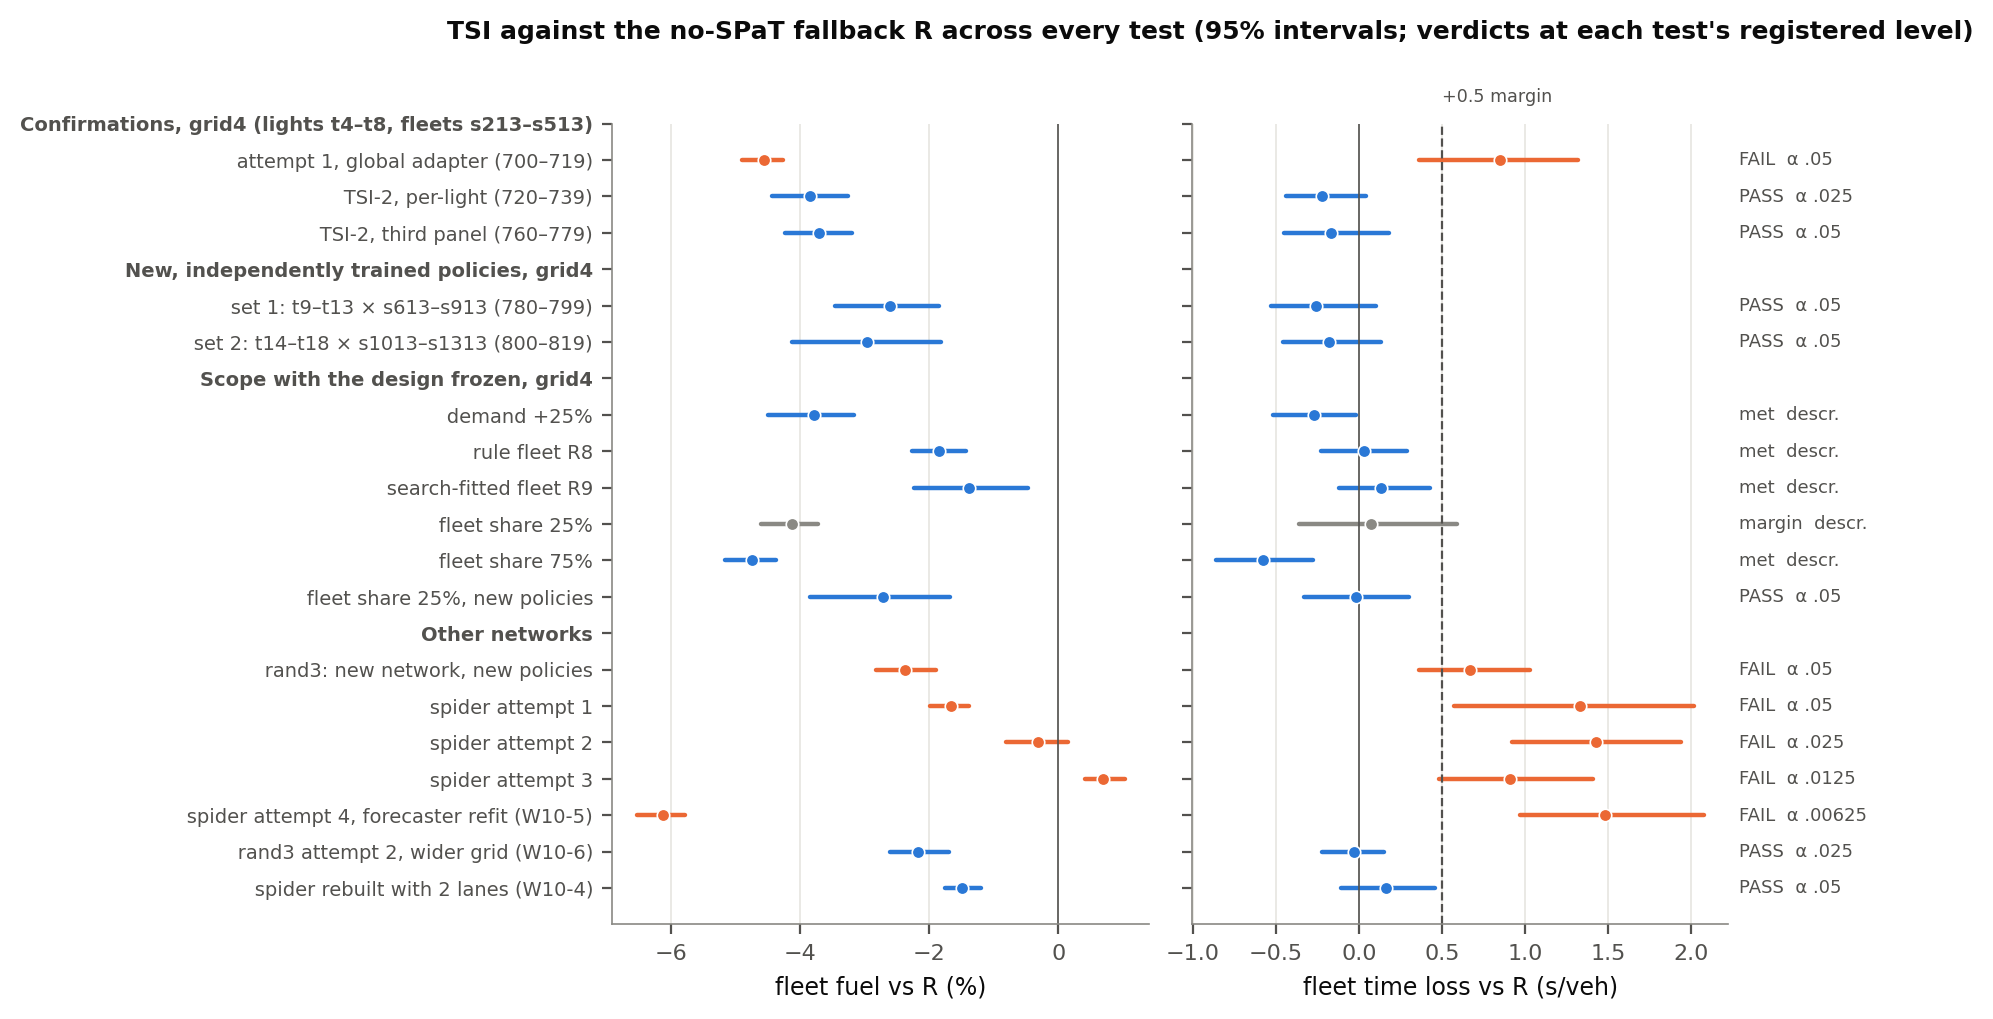 TSI against the no-SPaT fallback R across every test (95% intervals; verdicts at each test's registered level)
+0.5 margin
Confirmations, grid4 (lights t4–t8, fleets s213–s513)
attempt 1, global adapter (700–719) FAIL α .05
TSI-2, per-light (720–739) PASS α .025
TSI-2, third panel (760–779) PASS α .05
New, independently trained policies, grid4
set 1: t9–t13 × s613–s913 (780–799) PASS α .05
set 2: t14–t18 × s1013–s1313 (800–819) PASS α .05
Scope with the design frozen, grid4
demand +25% met descr.
rule fleet R8 met descr.
search-fitted fleet R9 met descr.
fleet share 25% margin descr.
fleet share 75% met descr.
fleet share 25%, new policies PASS α .05
Other networks
rand3: new network, new policies FAIL α .05
spider attempt 1 FAIL α .05
spider attempt 2 FAIL α .025
spider attempt 3 FAIL α .0125
spider attempt 4, forecaster refit (W10-5) FAIL α .00625
rand3 attempt 2, wider grid (W10-6) PASS α .025
spider rebuilt with 2 lanes (W10-4) PASS α .05
−6 −4 −2 0 −1.0 −0.5 0.0 0.5 1.0 1.5 2.0
fleet fuel vs R (%) fleet time loss vs R (s/veh)